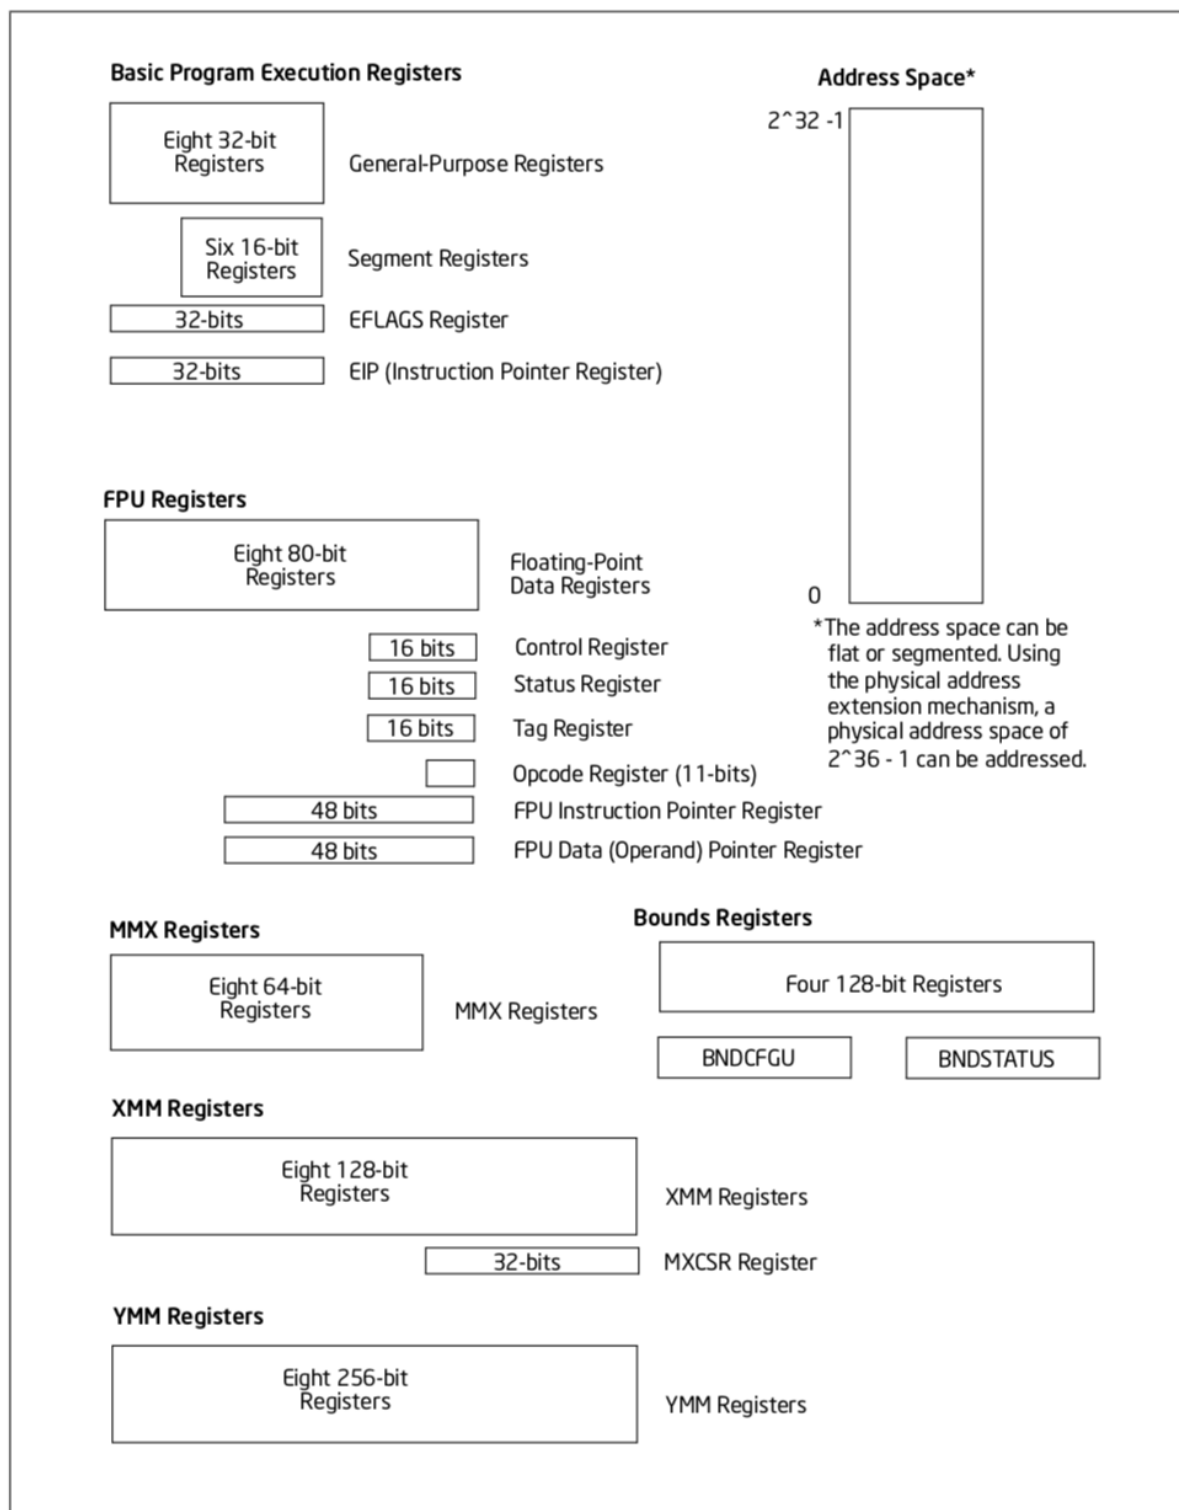 Basic Program Execution Registers
Address Space*
2^32 -1
Eight 32-bit
Registers
General-Purpose Registers
Six 16-bit
Registers
Segment Registers
32-bits
EFLAGS Register
32-bits
EIP (Instruction Pointer Register)
FPU Registers
Eight 80-bit
Registers
Floating-Point
Data Registers
0
*The address space can be
flat or segmented. Using
the physical address
extension mechanism, a
physical address space of
2^36 - 1 can be addressed.
16 bits
Control Register
16 bits
Status Register
16 bits
Tag Register
Opcode Register (11-bits)
48 bits
FPU Instruction Pointer Register
48 bits
FPU Data (Operand) Pointer Register
MMX Registers
Eight 64-bit
Registers
MMX Registers
Bounds Registers
Four 128-bit Registers
BNDCFGU
BNDSTATUS
XMM Registers
Eight 128-bit
Registers
XMM Registers
32-bits
MXCSR Register
YMM Registers
Eight 256-bit
Registers
YMM Registers